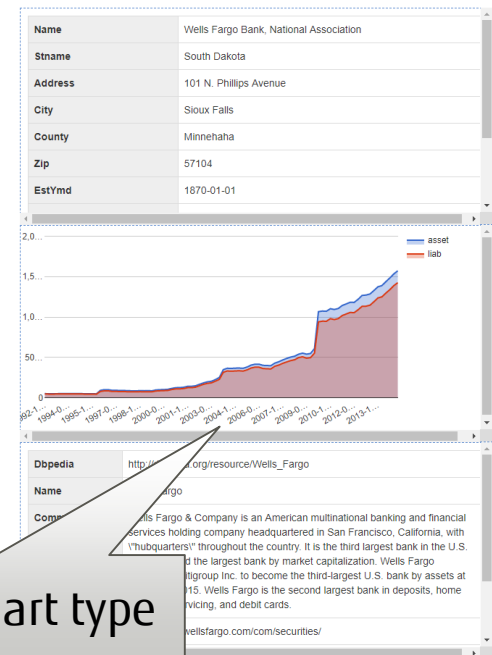 Name Wells Fargo Bank, National Association
Stname South Dakota
Address 101 N. Phillips Avenue
City Sioux Falls
County Minnehaha
Zip 57104
EstYmd 1870-01-01
2,0...
asset
liab
1,5...
1,0...
50...
0
92-1... 1994-0... 1995-1... 1997-0... 1998-1... 2000-0... 2001-1... 2003-0... 2004-1... 2006-0... 2007-1... 2009-0... 2010-1... 2012-0... 2013-1...
Dbpedia http:// .org/resource/Wells_Fargo
Name
Wells Fargo & Company is an American multinational banking and financial
services holding company headquartered in San Francisco, California, with
\"hubquarters\" throughout the country. It is the third largest bank in the U.S.
the largest bank by market capitalization. Wells Fargo
Inc. to become the third-largest U.S. bank by assets at
Wells Fargo is the second largest bank in deposits, home
and debit cards.
art type
wellsfargo.com/com/securities/